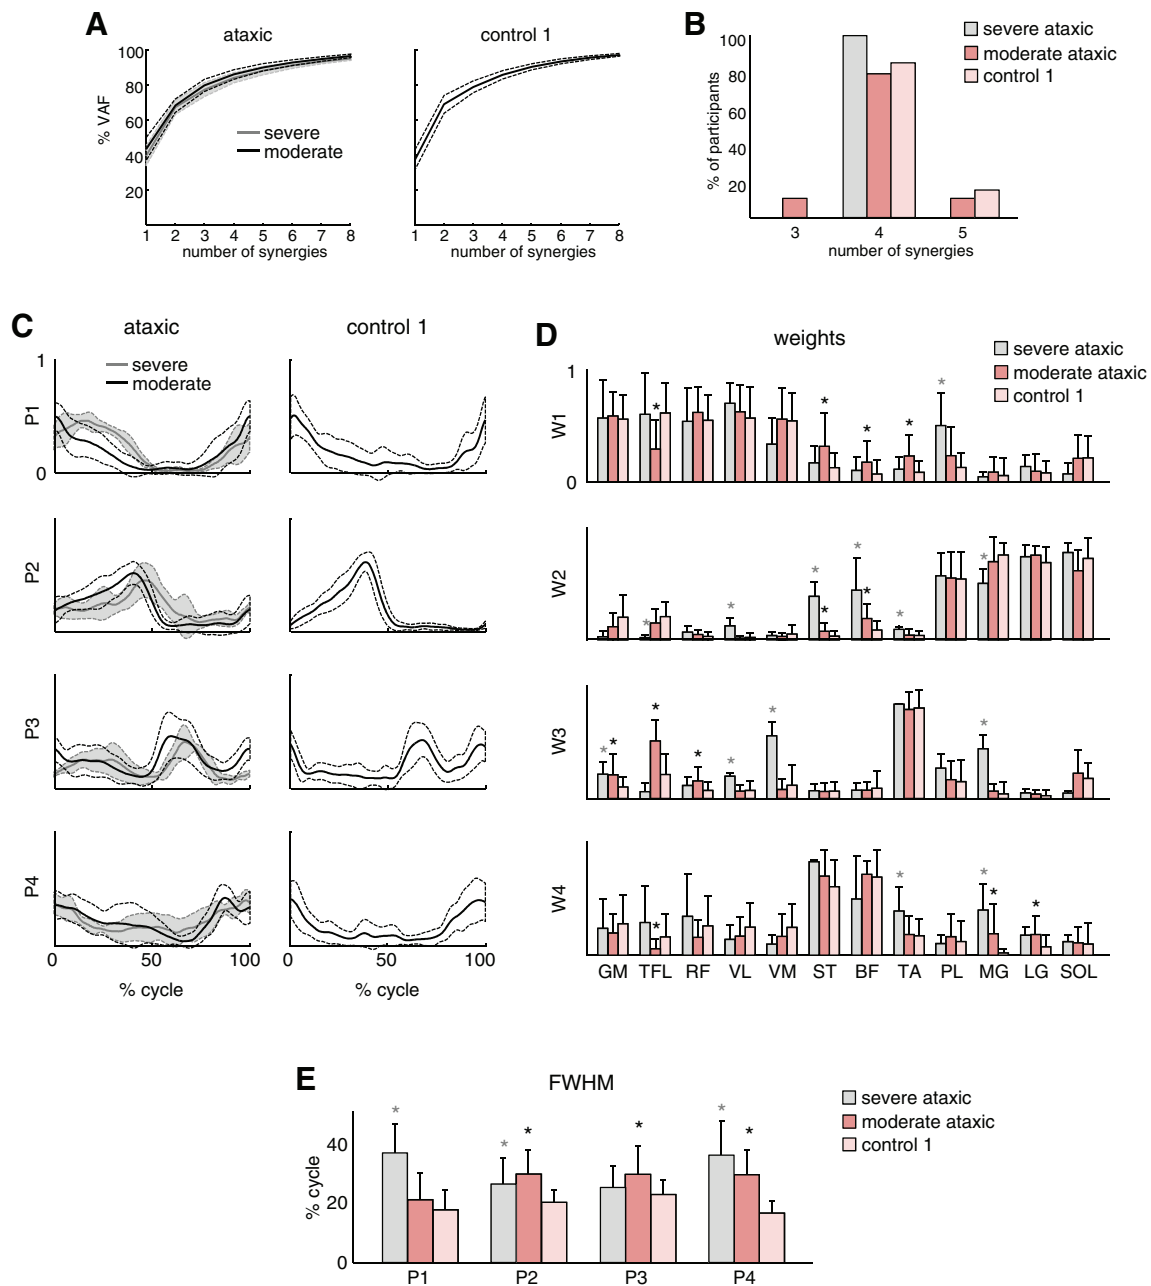 A
ataxic
control 1
% VAF
100
80
60
40
20
severe
moderate
1 2 3 4 5 6 7 8
number of synergies
1 2 3 4 5 6 7 8
number of synergies
B
severe ataxic
moderate ataxic
control 1
% of participants
100
80
60
40
20
3 4 5
number of synergies
C
ataxic
control 1
severe
moderate
1
0
P1
P2
P3
P4
0 50 100
% cycle
0 50 100
% cycle
D
weights
severe ataxic
moderate ataxic
control 1
1
0
W1
* * * * *
W2
* * * * * * * *
W3
* * * * * * *
W4
* * * * *
GM TFL RF VL VM ST BF TA PL MG LG SOL
E
FWHM
severe ataxic
moderate ataxic
control 1
% cycle
40
20
0
* * * * * *
P1 P2 P3 P4